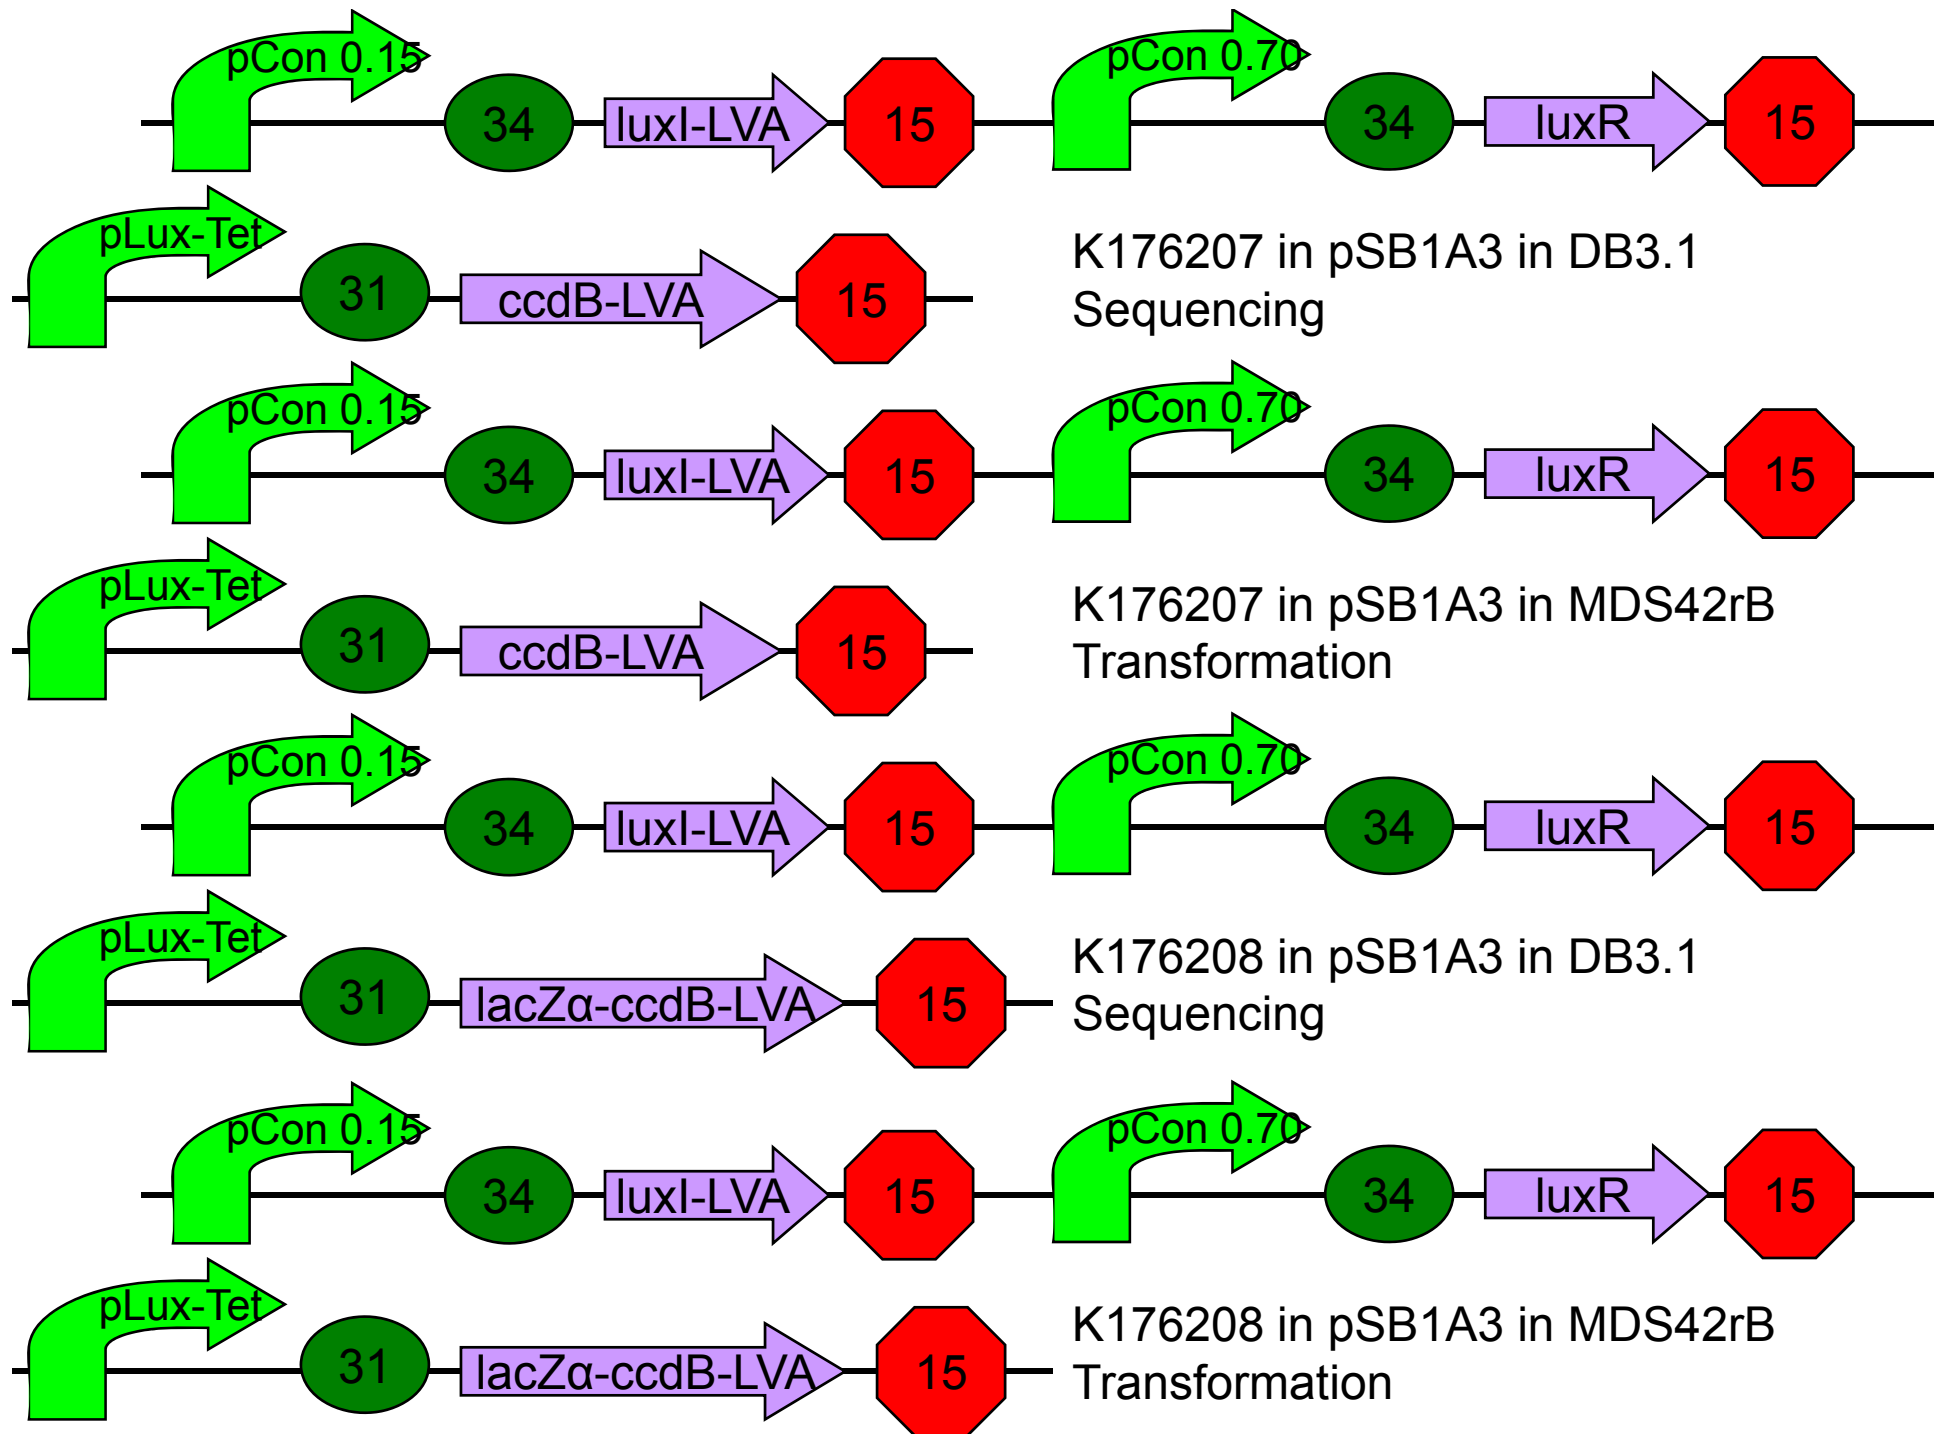 pCon 0.15 34 luxI-LVA 15 pCon 0.70 34 luxR 15
pLux-Tet 31 ccdB-LVA 15 K176207 in pSB1A3 in DB3.1
Sequencing
pCon 0.15 34 luxI-LVA 15 pCon 0.70 34 luxR 15
pLux-Tet 31 ccdB-LVA 15 K176207 in pSB1A3 in MDS42rB
Transformation
pCon 0.15 34 luxI-LVA 15 pCon 0.70 34 luxR 15
pLux-Tet 31 lacZα-ccdB-LVA 15 K176208 in pSB1A3 in DB3.1
Sequencing
pCon 0.15 34 luxI-LVA 15 pCon 0.70 34 luxR 15
pLux-Tet 31 lacZα-ccdB-LVA 15 K176208 in pSB1A3 in MDS42rB
Transformation